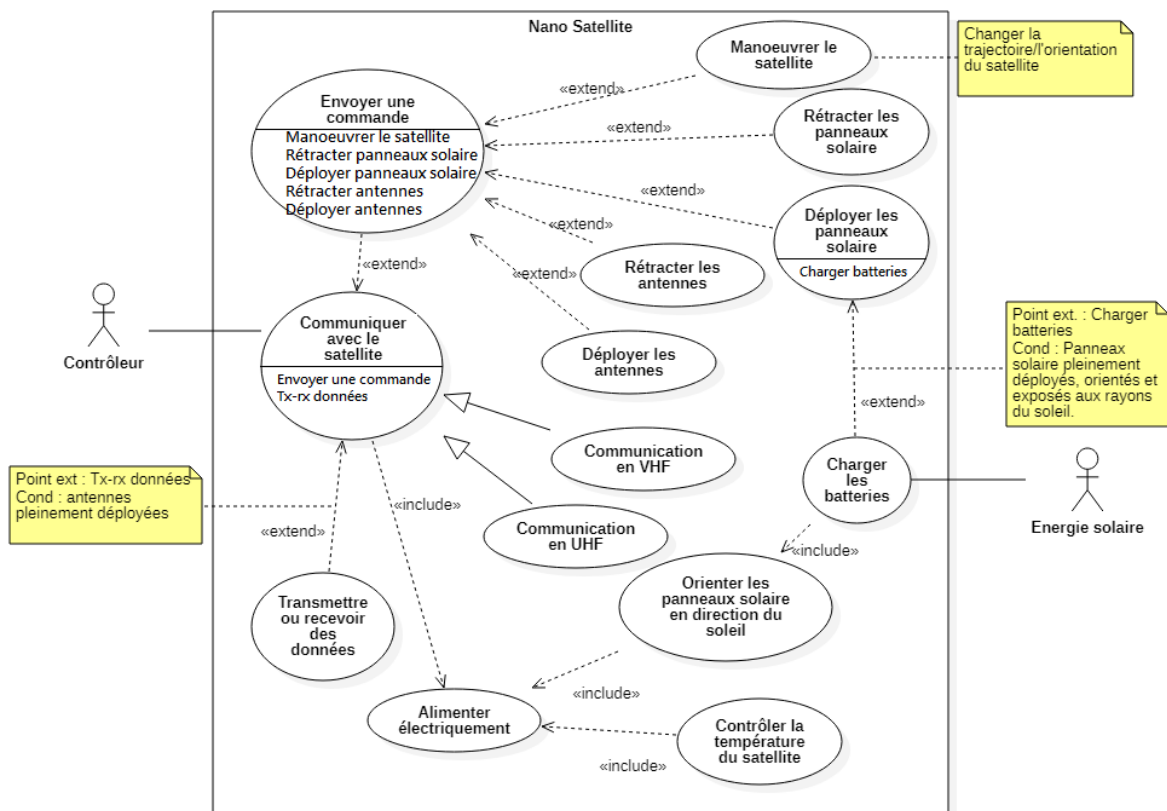 Nano Satellite
Manoeuvrer le
satellite
Changer la
trajectoire/l'orientation
du satellite
«extend»
Envoyer une
commande
Manoeuvrer le satellite
Rétracter panneaux solaire
Déployer panneaux solaire
Rétracter antennes
Déployer antennes
«extend»
Rétracter les
panneaux
solaire
«extend»
Déployer les
panneaux
solaire
Charger batteries
«extend»
Rétracter les
antennes
«extend»
Déployer les
antennes
«extend»
Contrôleur
Communiquer
avec le
satellite
Envoyer une commande
Tx-rx données
Point ext. : Charger
batteries
Cond : Panneax
solaire pleinement
déployés, orientés et
exposés aux rayons
du soleil.
«extend»
Communication
en VHF
Charger
les
batteries
Energie solaire
Point ext : Tx-rx données
Cond : antennes
pleinement déployées
«include»
«extend»
Communication
en UHF
«include»
Orienter les
panneaux solaire
en direction du
soleil
Transmettre
ou recevoir
des
données
«include»
Alimenter
électriquement
Contrôler la
température
du satellite
«include»